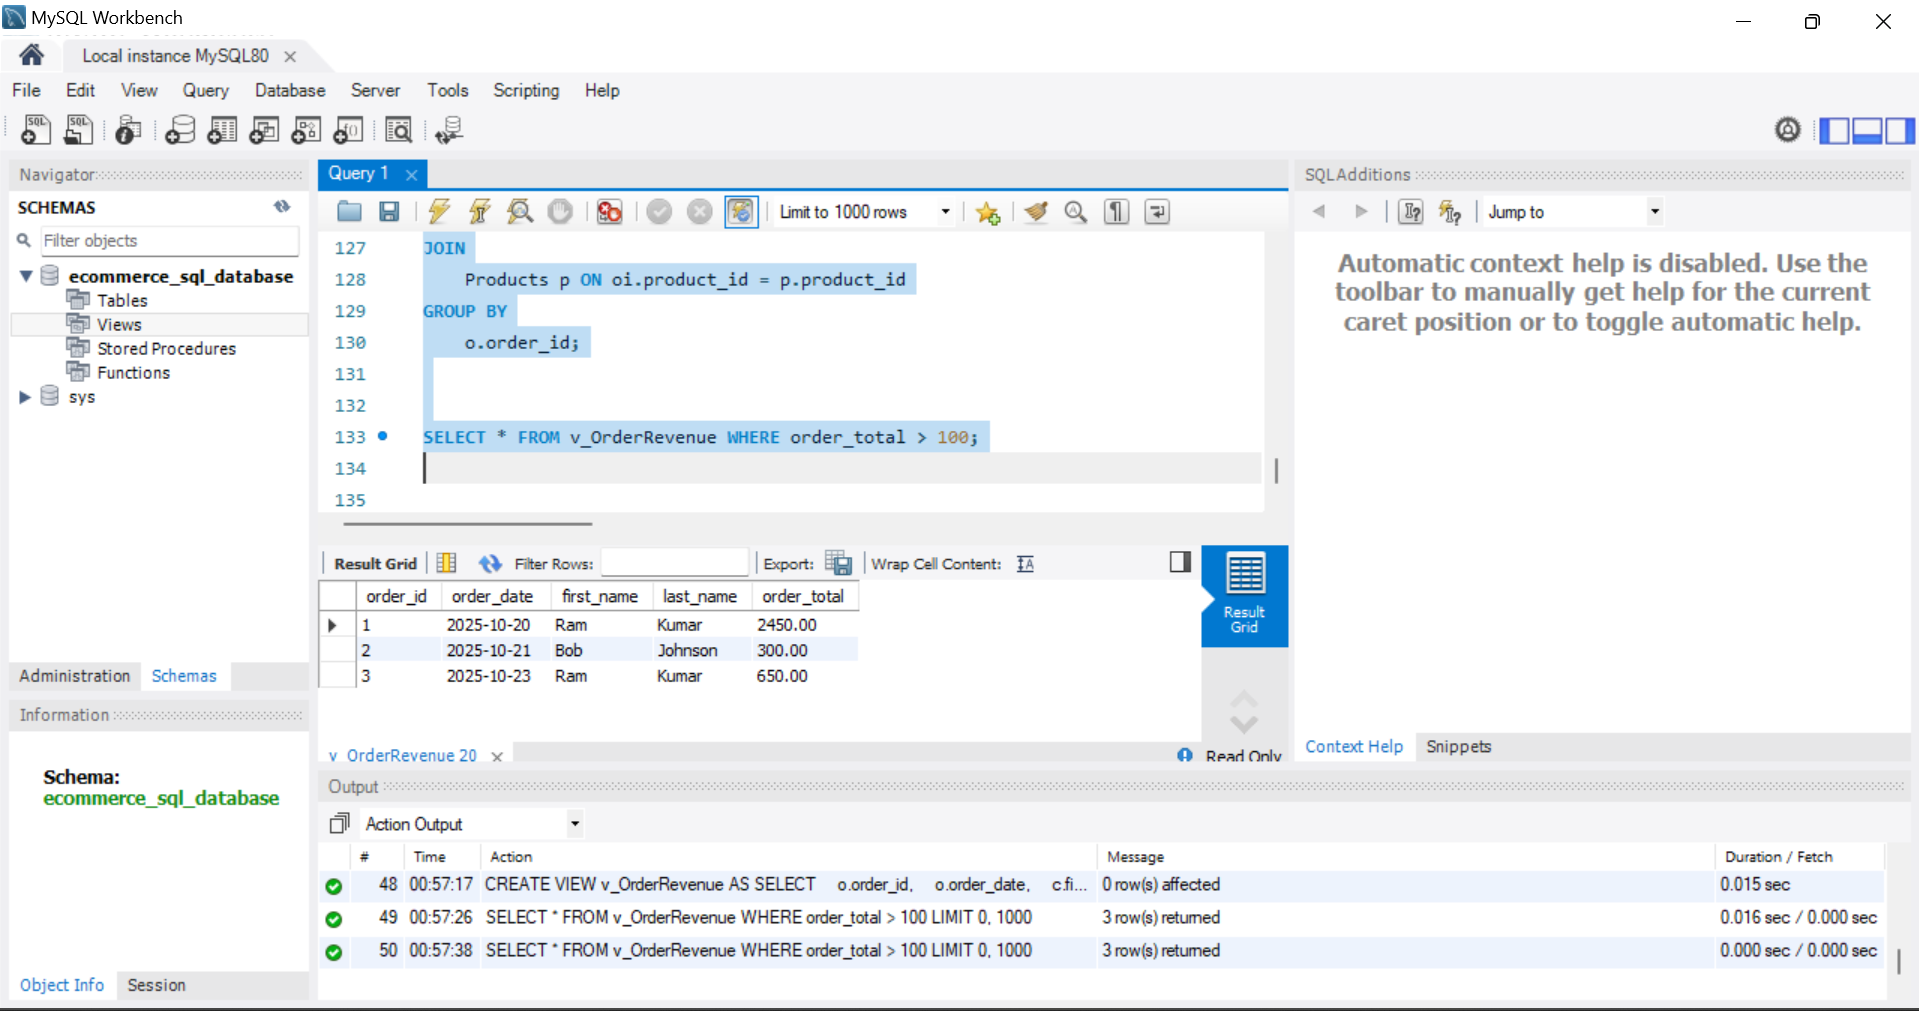 MySQL Workbench
Local instance MySQL80
File Edit View Query Database Server Tools Scripting Help
Navigator
SCHEMAS
Filter objects
ecommerce_sql_database
Tables
Views
Stored Procedures
Functions
sys
Administration Schemas
Information
Schema:
ecommerce_sql_database
Object Info Session
Query 1
Limit to 1000 rows
127 JOIN
128 Products p ON oi.product_id = p.product_id
129 GROUP BY
130 o.order_id;
131
132
133 SELECT * FROM v_OrderRevenue WHERE order_total > 100;
134
135
Result Grid Filter Rows: Export: Wrap Cell Content:
order_id order_date first_name last_name order_total
1 2025-10-20 Ram Kumar 2450.00
2 2025-10-21 Bob Johnson 300.00
3 2025-10-23 Ram Kumar 650.00
Result
Grid
v_OrderRevenue 20
Read Only
SQLAdditions
Jump to
Automatic context help is disabled. Use the
toolbar to manually get help for the current
caret position or to toggle automatic help.
Context Help Snippets
Output
Action Output
# Time Action Message Duration / Fetch
48 00:57:17 CREATE VIEW v_OrderRevenue AS SELECT o.order_id, o.order_date, c.fi... 0 row(s) affected 0.015 sec
49 00:57:26 SELECT * FROM v_OrderRevenue WHERE order_total > 100 LIMIT 0, 1000 3 row(s) returned 0.016 sec / 0.000 sec
50 00:57:38 SELECT * FROM v_OrderRevenue WHERE order_total > 100 LIMIT 0, 1000 3 row(s) returned 0.000 sec / 0.000 sec